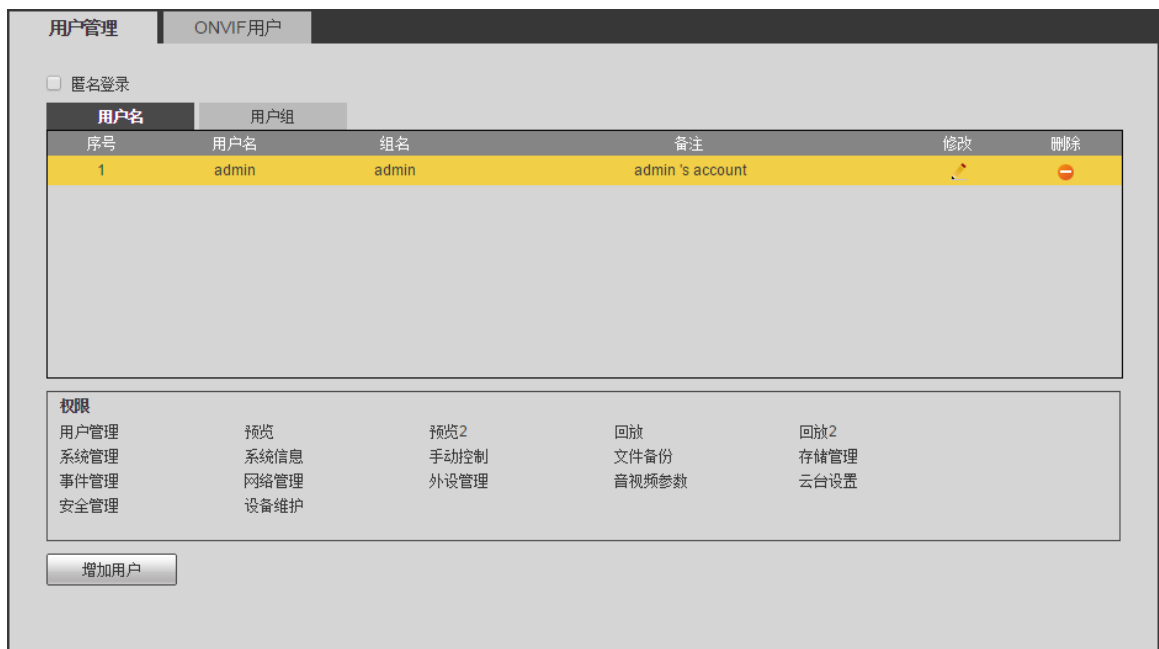 用户管理 ONVIF用户
匿名登录
用户名 用户组
序号 用户名 组名 备注 修改 删除
1 admin admin admin 's account
权限
用户管理 预览 预览2 回放 回放2
系统管理 系统信息 手动控制 文件备份 存储管理
事件管理 网络管理 外设管理 音视频参数 云台设置
安全管理 设备维护
增加用户